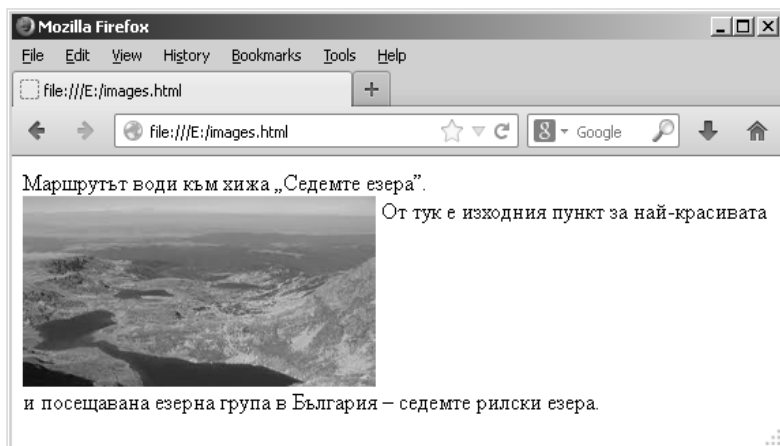 Mozilla Firefox
File Edit View History Bookmarks Tools Help
file:///E:/images.html
file:///E:/images.html Google
Маршрутът води към хижа „Седемте езера”.
От тук е изходния пункт за най-красивата
и посещавана езерна група в България – седемте рилски езера.